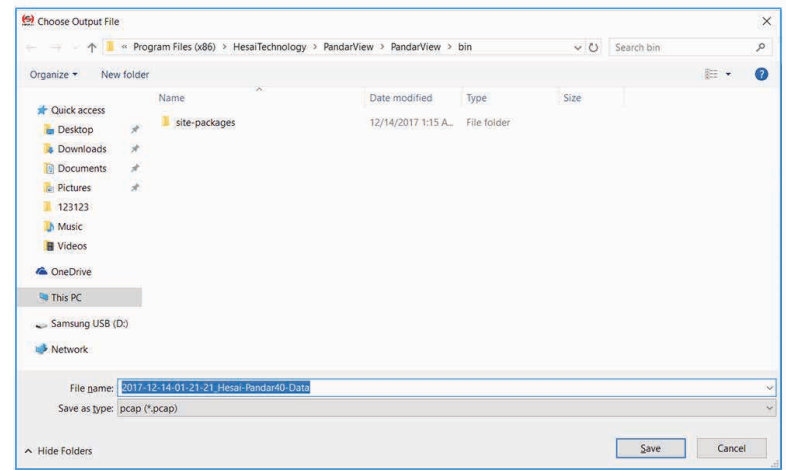 Choose Output File
« Program Files (x86) > HesaiTechnology > PandarView > PandarView > bin
Search bin
Organize
New folder
Name
Date modified
Type
Size
Quick access
Desktop
Downloads
Documents
Pictures
123123
Music
Videos
OneDrive
This PC
Samsung USB (D:)
Network
site-packages
12/14/2017 1:15 A...
File folder
File name: 2017-12-14-01-21-21_Hesai-Pandar40-Data
Save as type: pcap (*.pcap)
Hide Folders
Save
Cancel